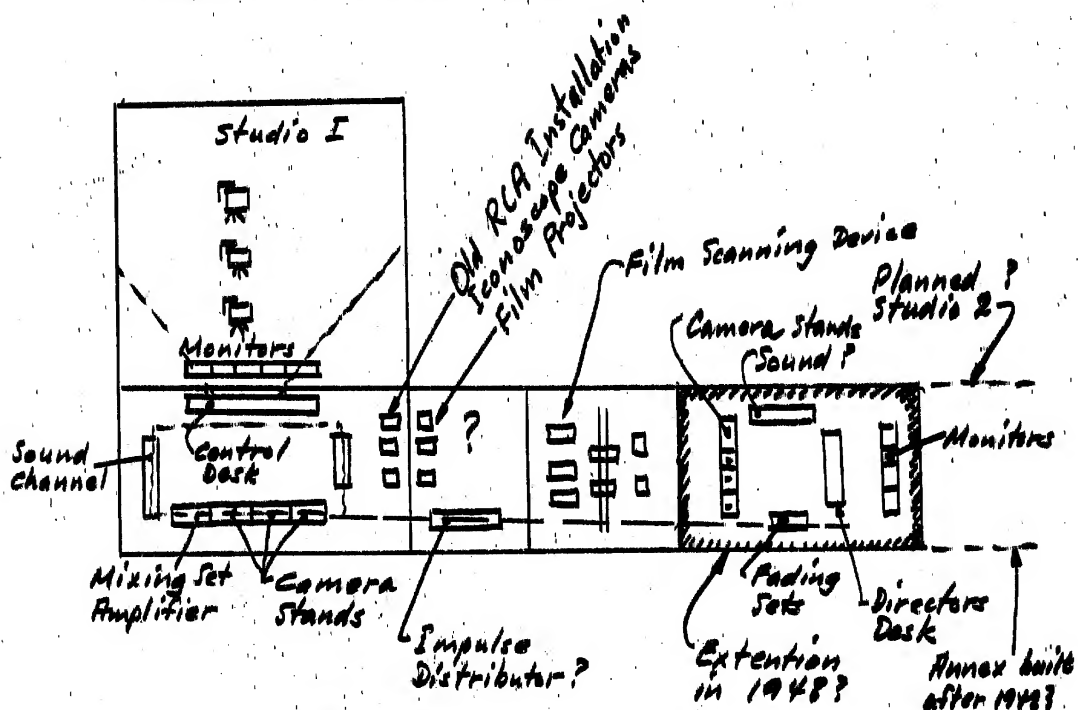 Studio I
Old RCA Installation
Iconoscope Cameras
Film Projectors
Film Scanning Device
Planned ?
Studio 2
Camera Stands
Sound ?
Monitors
?
Sound
Channel
Control
Desk
Monitors
Mixing Set
Amplifier
Camera
Stands
Impulse
Distributor?
Fading
Sets
Directors
Desk
Extention
in 1948?
Annex built
after 1948?